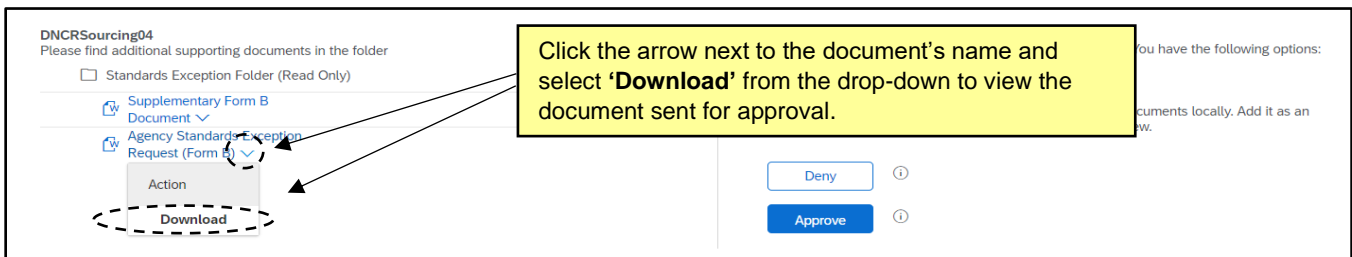 DNCRSourcing04
Please find additional supporting documents in the folder
Standards Exception Folder (Read Only)
Supplementary Form B
Document
Agency Standards Exception
Request (Form B)
Action
Download
Click the arrow next to the document's name and
select 'Download' from the drop-down to view the
document sent for approval.
You have the following options:
cuments locally. Add it as an
ew.
Deny
Approve